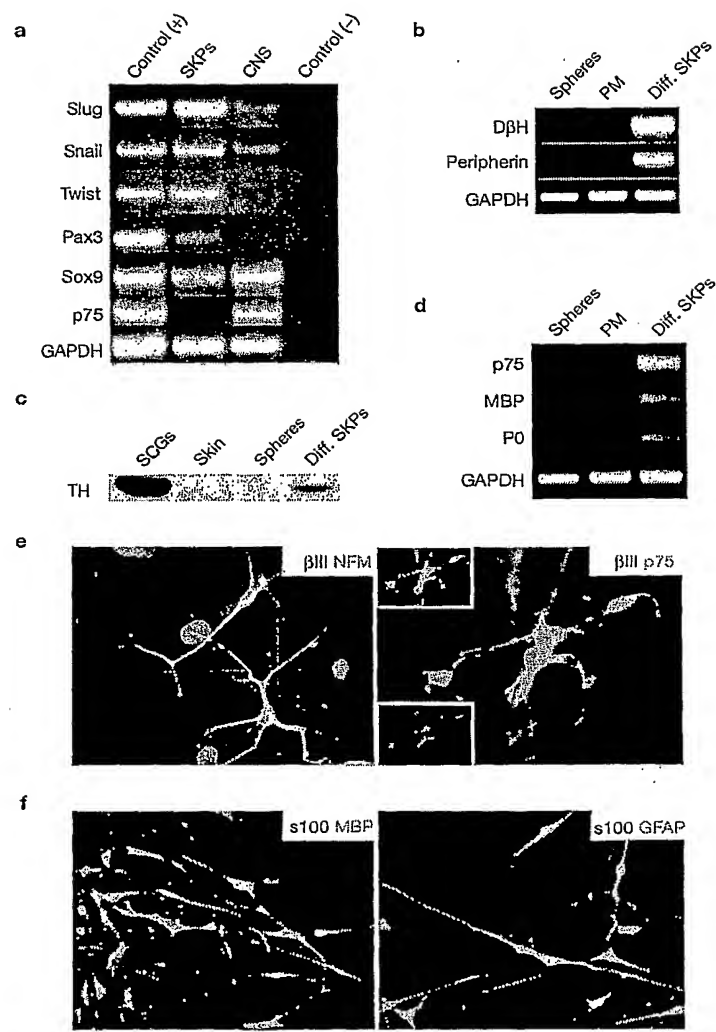 a
Control (+)
SKPs
CNS
Control (-)
Slug
Snail
Twist
Pax3
Sox9
p75
GAPDH
b
Spheres
PM
Diff. SKPs
DβH
Peripherin
GAPDH
c
SCGs
Skin
Spheres
Diff. SKPs
TH
d
Spheres
PM
Diff. SKPs
p75
MBP
P0
GAPDH
e
βIII NFM
βIII p75
f
s100 MBP
s100 GFAP